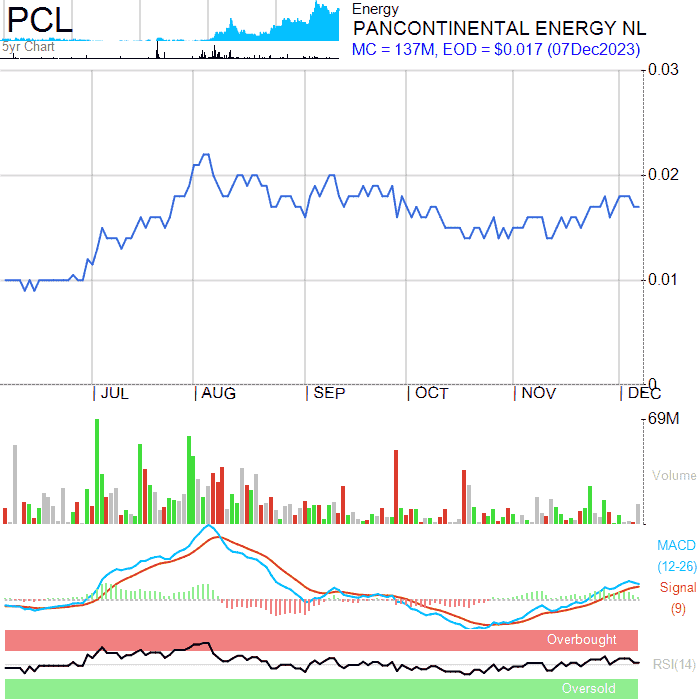 PCL
5yr Chart
Energy
PANCONTINENTAL ENERGY NL
MC = 137M, EOD = $0.017 (07Dec2023)
0.03
0.02
0.01
0
JUL
AUG
SEP
OCT
NOV
DEC
69M
Volume
MACD
(12-26)
Signal
(9)
Overbought
RSI(14)
Oversold